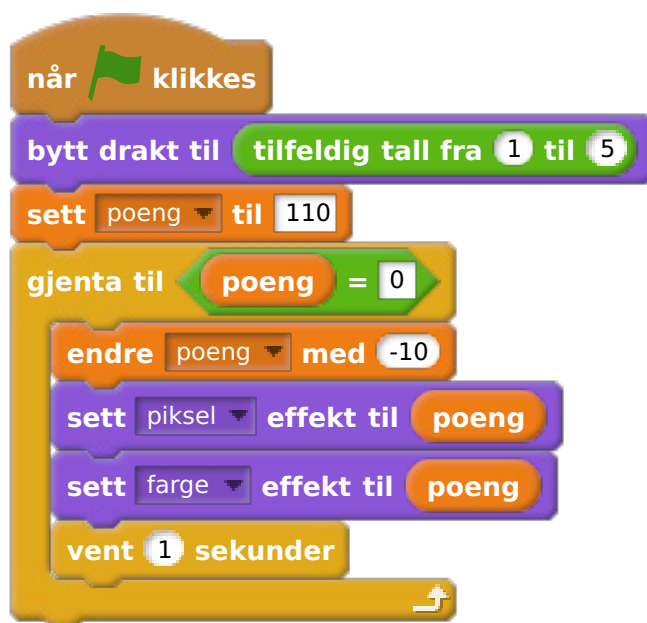 når klikkes
bytt drakt til tilfeldig tall fra 1 til 5
sett poeng til 110
gjenta til poeng = 0
endre poeng med -10
sett piksel effekt til poeng
sett farge effekt til poeng
vent 1 sekunder